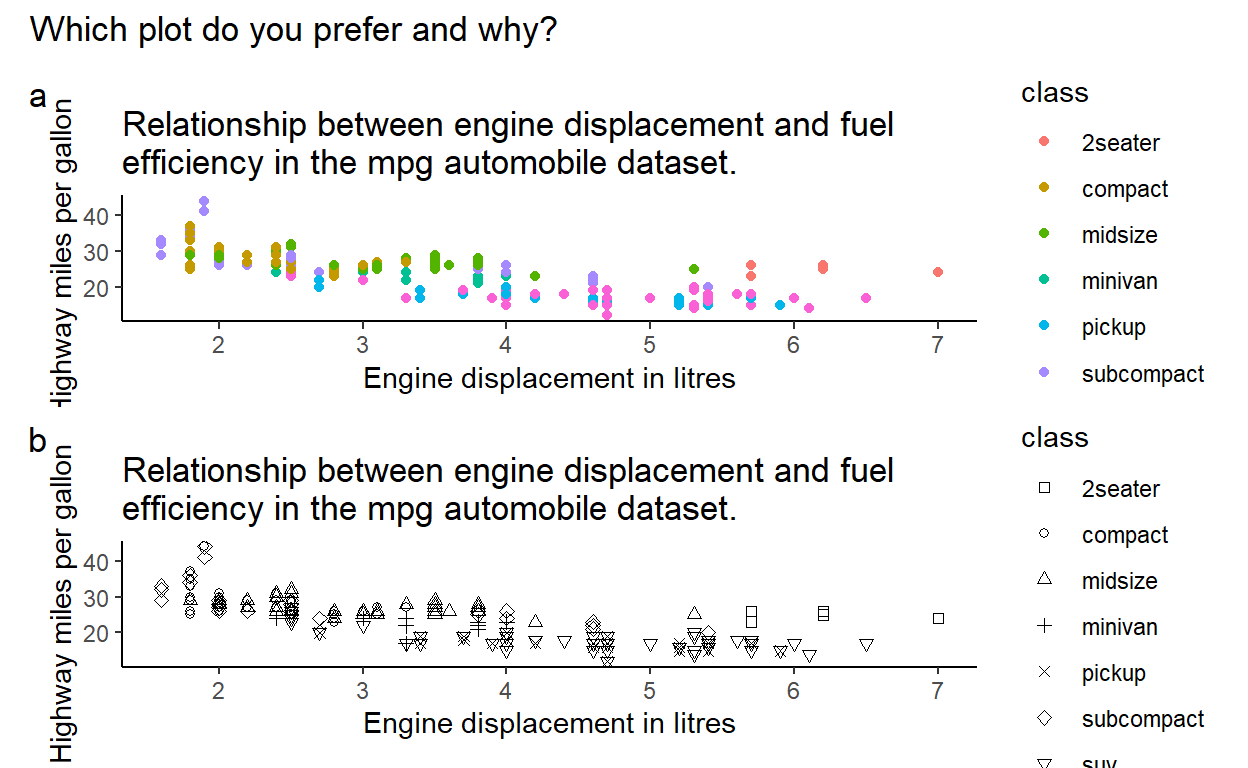 Which plot do you prefer and why?
a
Relationship between engine displacement and fuel
efficiency in the mpg automobile dataset.
Highway miles per gallon
40
30
20
2 3 4 5 6 7
Engine displacement in litres
class
2seater
compact
midsize
minivan
pickup
subcompact
b
Relationship between engine displacement and fuel
efficiency in the mpg automobile dataset.
Highway miles per gallon
40
30
20
2 3 4 5 6 7
Engine displacement in litres
class
2seater
compact
midsize
minivan
pickup
subcompact
suv